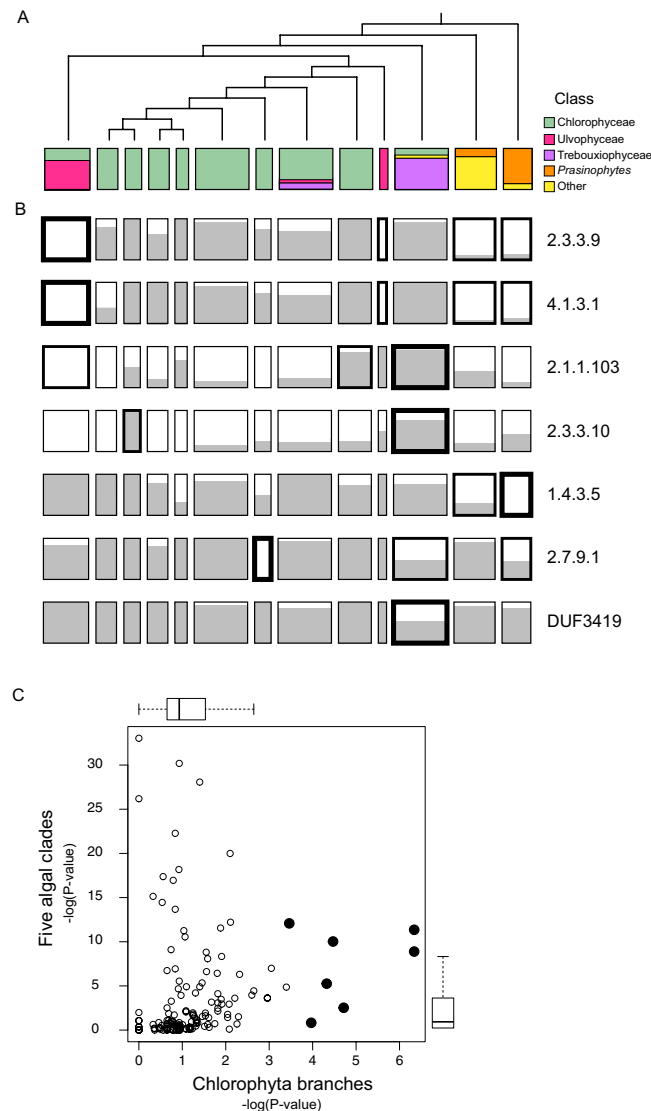 A
Class
Chlorophyceae
Ulvophyceae
Trebouxiophyceae
Prasinophytes
Other
B
2.3.3.9
4.1.3.1
2.1.1.103
2.3.3.10
1.4.3.5
2.7.9.1
DUF3419
C
Five algal clades
-log(P-value)
30
25
20
15
10
5
0
0 1 2 3 4 5 6
Chlorophyta branches
-log(P-value)